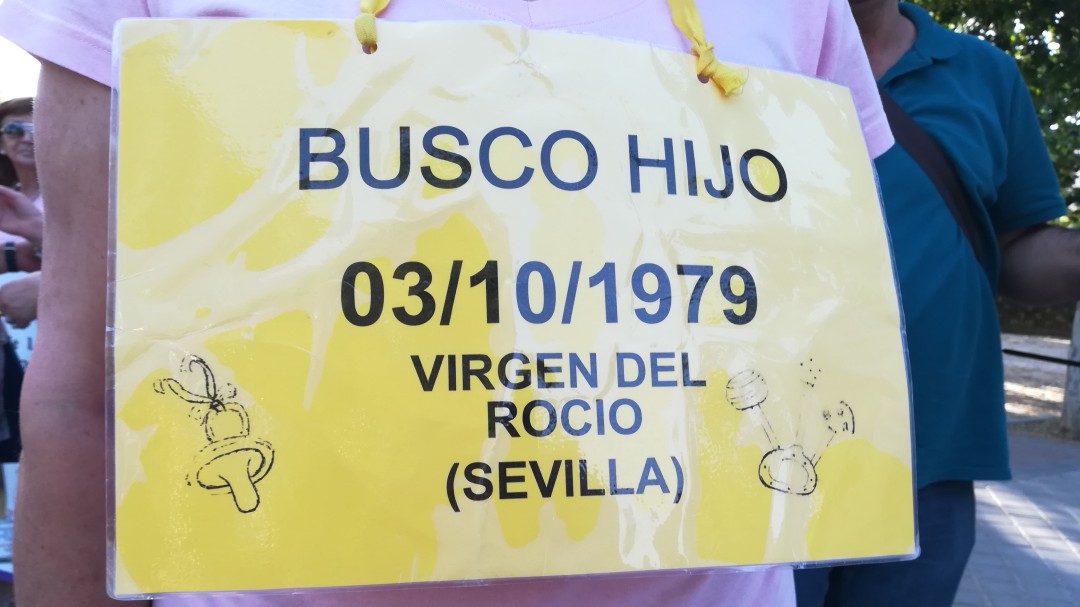 BUSCO HIJO
03/10/1979
VIRGEN DEL
ROCIO
(SEVILLA)